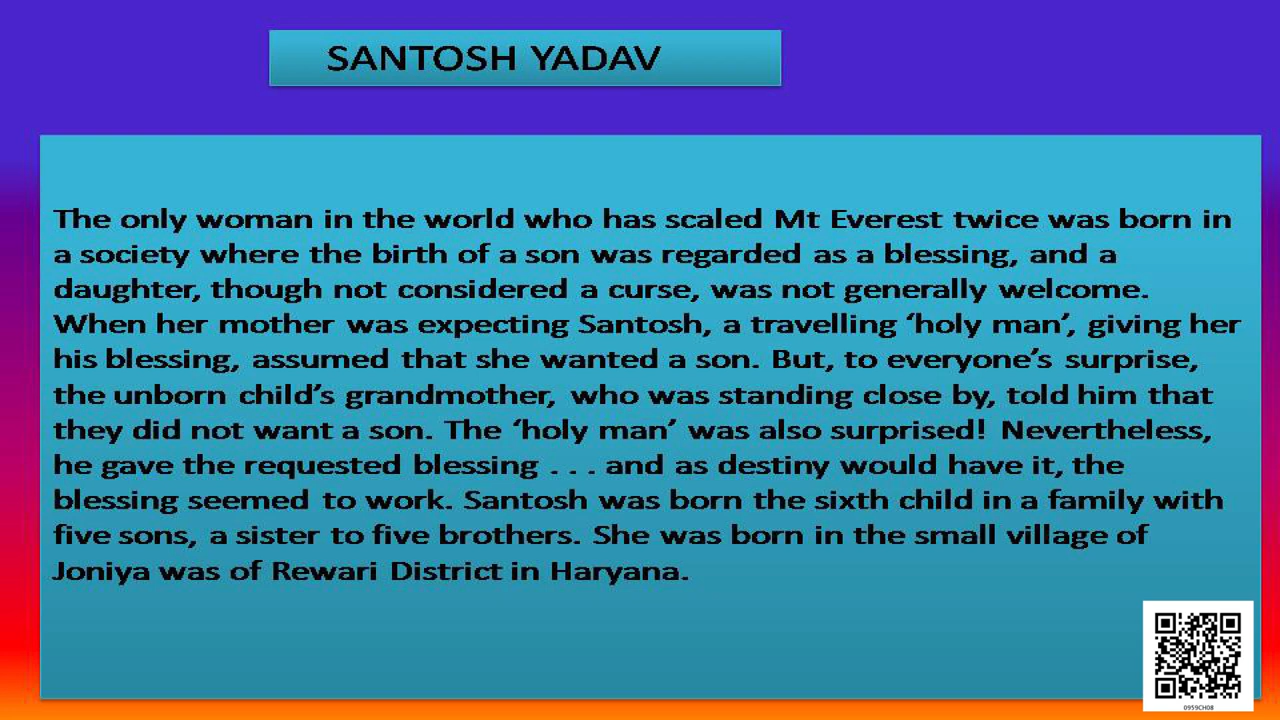 SANTOSH YADAV
The only woman in the world who has scaled Mt Everest twice was born in
a society where the birth of a son was regarded as a blessing, and a
daughter, though not considered a curse, was not generally welcome.
When her mother was expecting Santosh, a travelling ‘holy man’, giving her
his blessing, assumed that she wanted a son. But, to everyone’s surprise,
the unborn child’s grandmother, who was standing close by, told him that
they did not want a son. The ‘holy man’ was also surprised! Nevertheless,
he gave the requested blessing . . . and as destiny would have it, the
blessing seemed to work. Santosh was born the sixth child in a family with
five sons, a sister to five brothers. She was born in the small village of
Joniya was of Rewari District in Haryana.
0959CH08